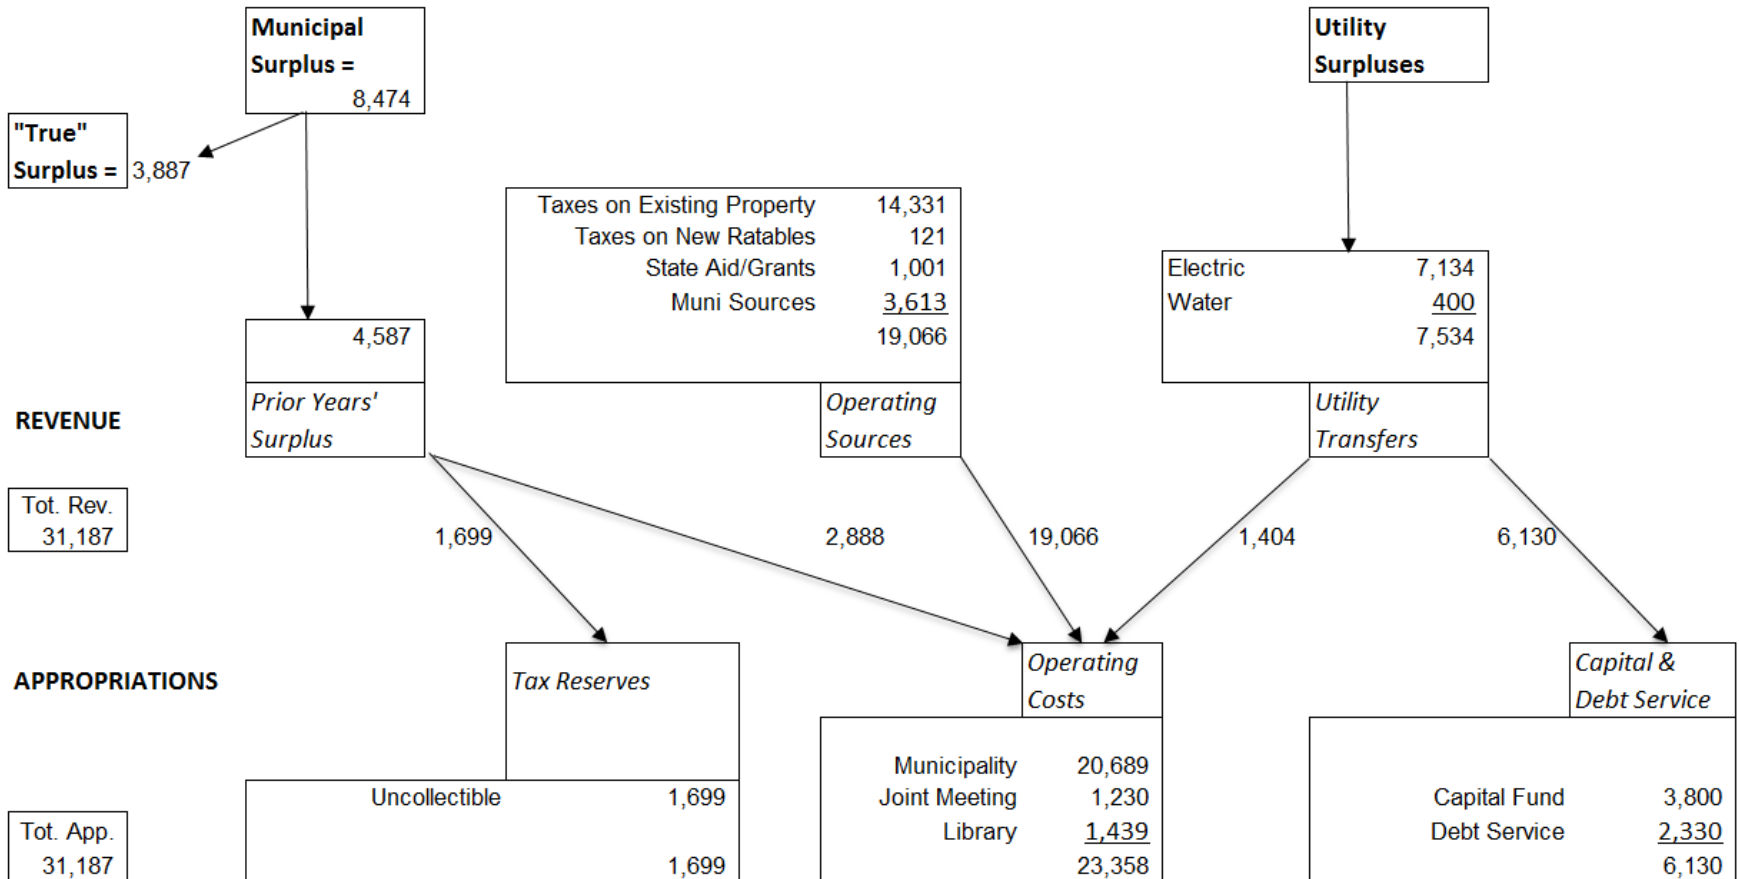 Municipal
Surplus =
8,474
Utility
Surpluses
"True"
Surplus = 3,887
Taxes on Existing Property 14,331
Taxes on New Ratables 121
State Aid/Grants 1,001
Muni Sources 3,613
19,066
Electric 7,134
Water 400
7,534
4,587
REVENUE
Prior Years'
Surplus
Operating
Sources
Utility
Transfers
Tot. Rev.
31,187
1,699 2,888 19,066 1,404 6,130
APPROPRIATIONS
Tax Reserves
Operating
Costs
Capital &
Debt Service
Uncollectible 1,699
1,699
Municipality 20,689
Joint Meeting 1,230
Library 1,439
23,358
Capital Fund 3,800
Debt Service 2,330
6,130
Tot. App.
31,187